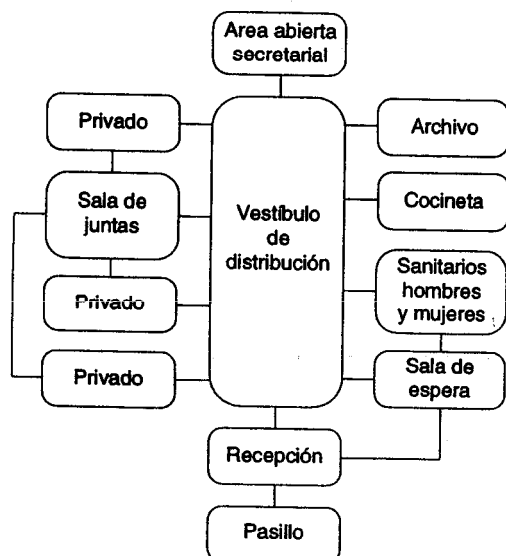 Area abierta
secretarial
Privado
Archivo
Sala de
juntas
Vestíbulo
de
distribución
Cocineta
Privado
Sanitarios
hombres
y mujeres
Privado
Sala de
espera
Recepción
Pasillo